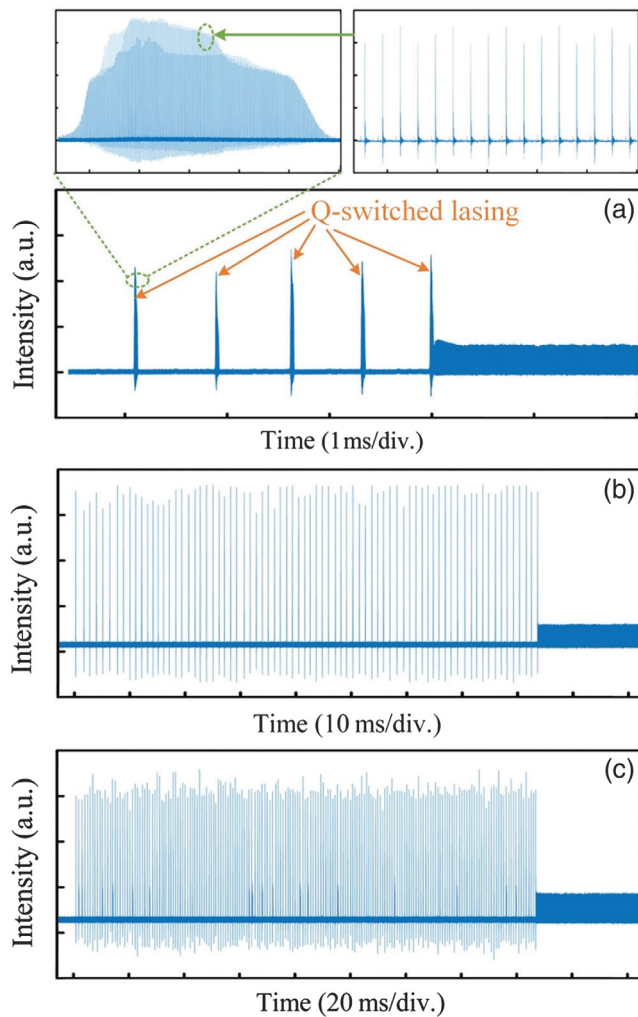 (a)
Q-switched lasing
Intensity (a.u.)
Time (1 ms/div.)
(b)
Intensity (a.u.)
Time (10 ms/div.)
(c)
Intensity (a.u.)
Time (20 ms/div.)